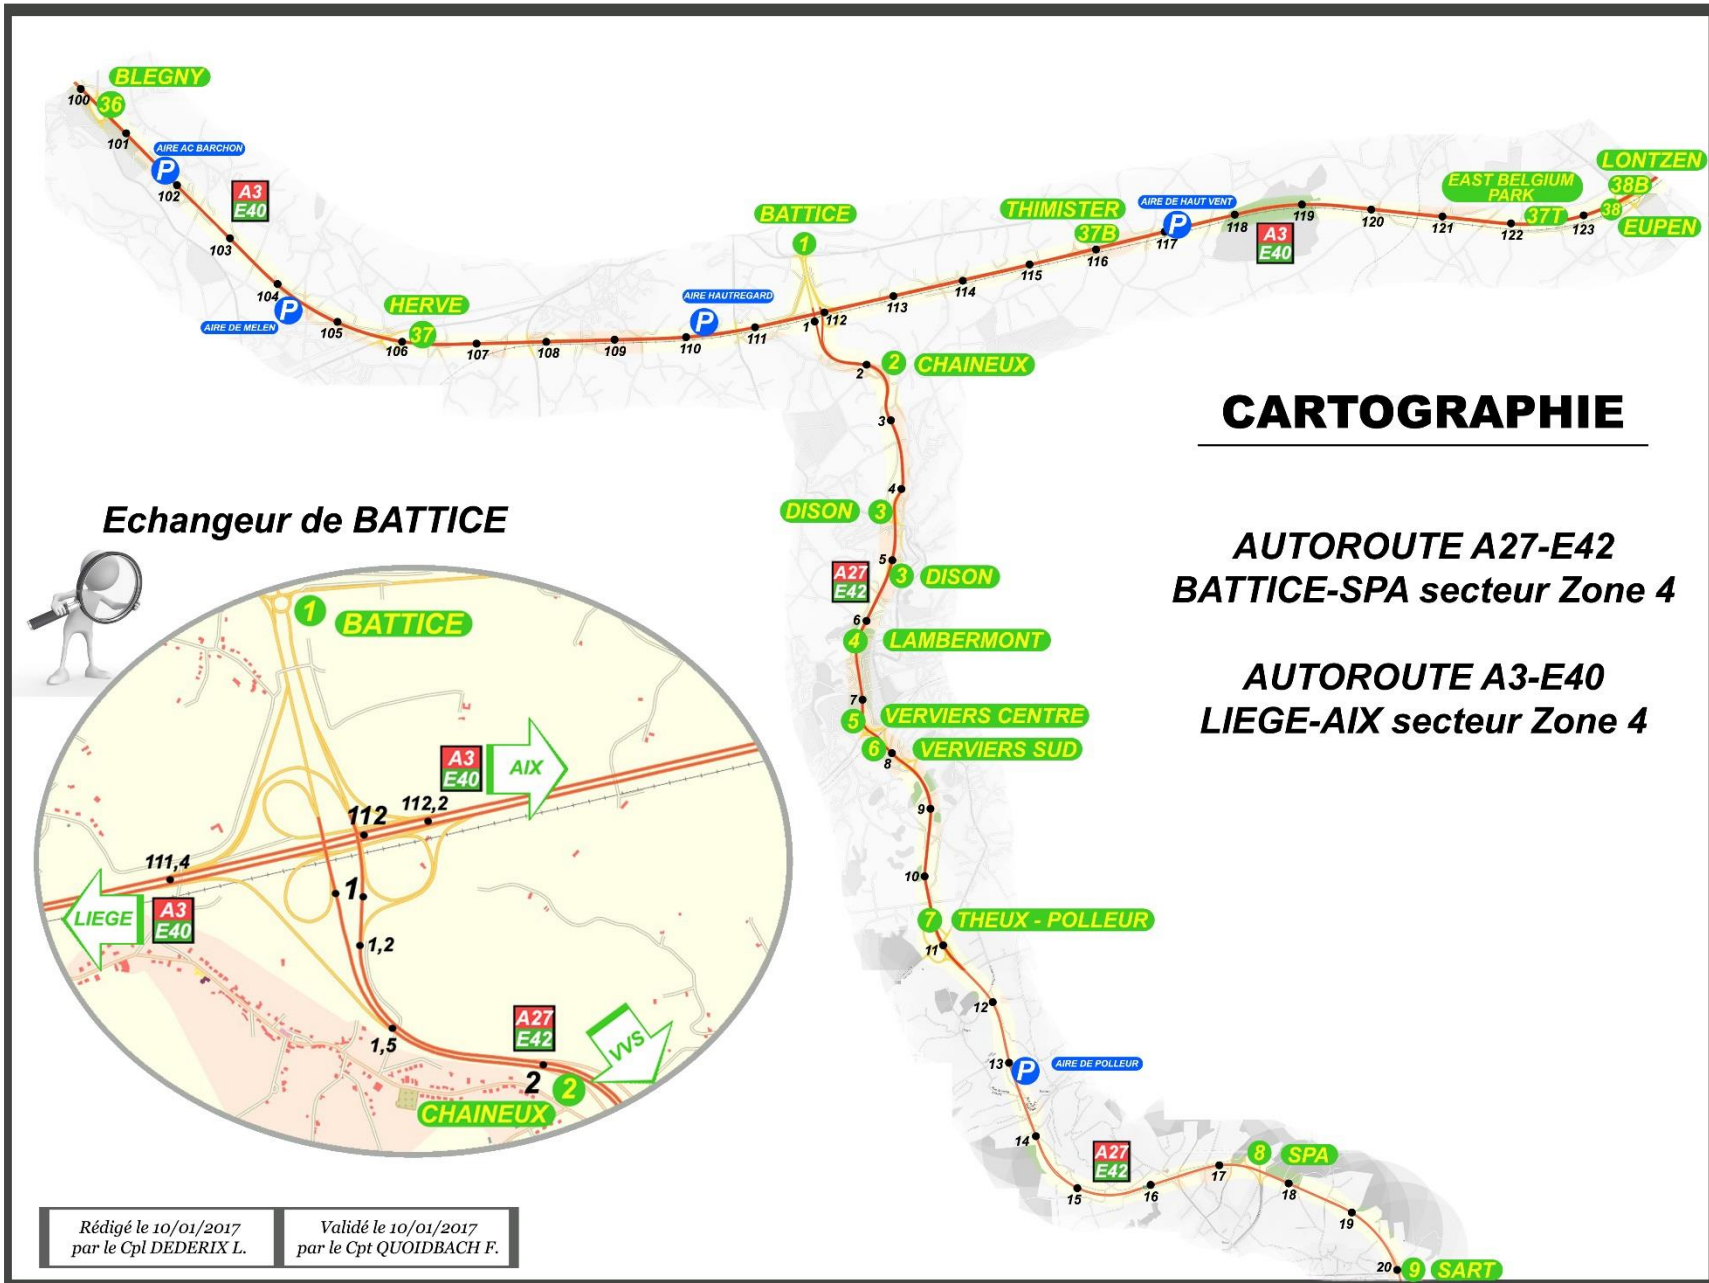 BLEGNY
100
36
101
AIRE AC BARCHON
P
102
A3
E40
103
104
P
AIRE DE MELEN
105
HERVE
37
106
107
108
109
AIRE HAUTREGARD
P
110
111
BATTICE
1
1
112
113
114
115
THIMISTER
37B
116
AIRE DE HAUT VENT
P
117
118
119
A3
E40
120
121
EAST BELGIUM
PARK
37T
122
123
LONTZEN
38B
38
EUPEN
2
2
CHAINEUX
3
4
DISON
3
5
3
DISON
A27
E42
6
4
LAMBERMONT
7
5
VERVIERS CENTRE
6
VERVIERS SUD
8
9
10
7
THEUX - POLLEUR
11
12
13
P
AIRE DE POLLEUR
14
15
A27
E42
16
17
8
SPA
18
19
20
9
SART
CARTOGRAPHIE
AUTOROUTE A27-E42
BATTICE-SPA secteur Zone 4
AUTOROUTE A3-E40
LIEGE-AIX secteur Zone 4
Echangeur de BATTICE
1
BATTICE
A3
E40
AIX
112
112,2
111,4
LIEGE
A3
E40
1
1,2
1,5
A27
E42
VVS
2
2
CHAINEUX
Rédigé le 10/01/2017
par le Cpl DEDERIX L.
Validé le 10/01/2017
par le Cpt QUOIDBACH F.